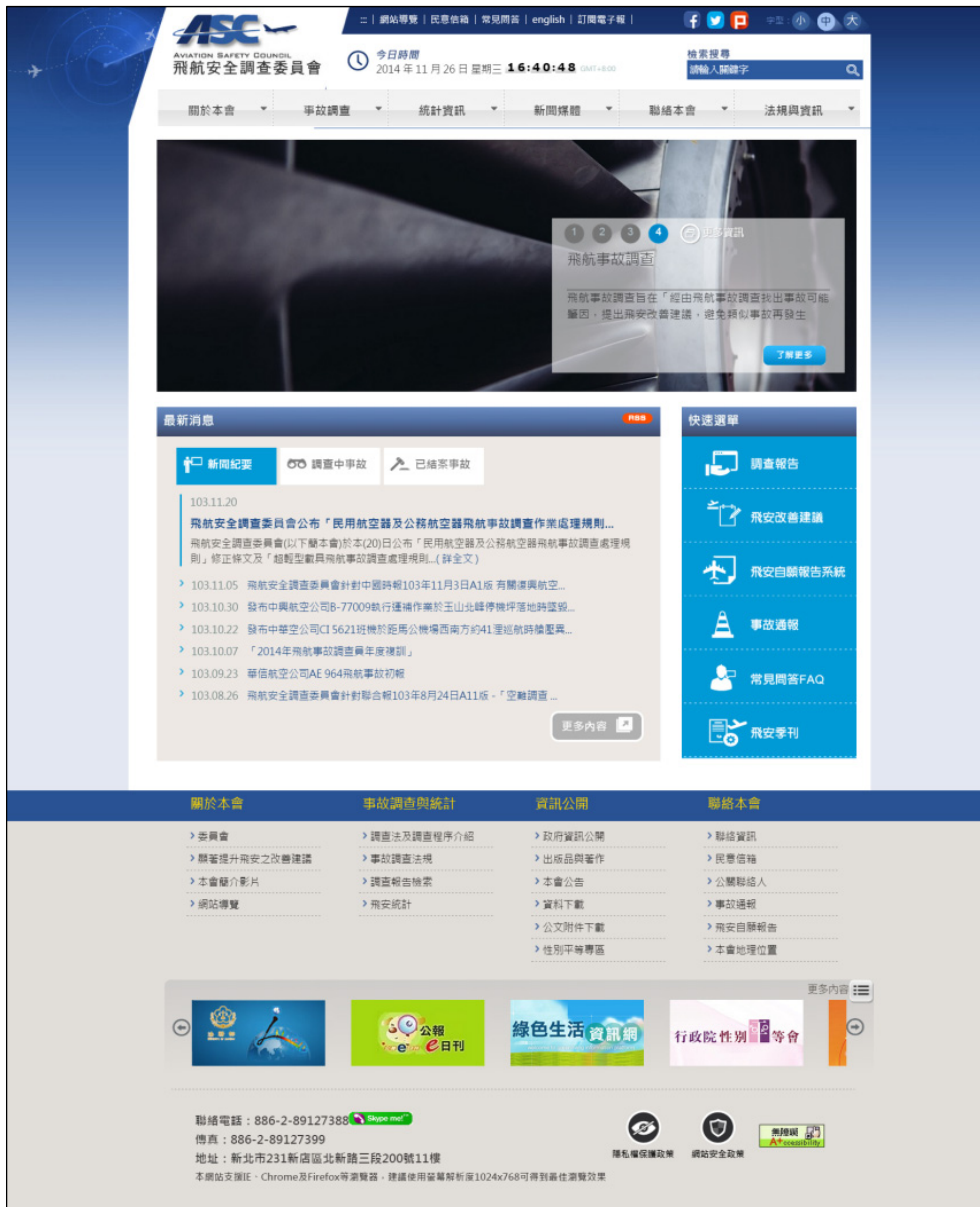 ::: | 網站導覽 | 民意信箱 | 常見問答 | english | 訂閱電子報 |
字型: 小 中 大
ASC
AVIATION SAFETY COUNCIL
飛航安全調查委員會
今日時間
2014 年 11 月 26 日 星期三 16:40:48 GMT+8:00
檢索搜尋
請輸入關鍵字
關於本會 事故調查 統計資訊 新聞媒體 聯絡本會 法規與資訊
1 2 3 4 更多資訊
飛航事故調查
飛航事故調查旨在「經由飛航事故調查找出事故可能
肇因，提出飛安改善建議，避免類似事故再發生
了解更多
最新消息 RSS
新聞紀要 調查中事故 已結案事故
103.11.20
飛航安全調查委員會公布「民用航空器及公務航空器飛航事故調查作業處理規則...
飛航安全調查委員會(以下簡本會)於本(20)日公布「民用航空器及公務航空器飛航事故調查處理規
則」修正條文及「超輕型載具飛航事故調查處理規則...( 詳全文 )
103.11.05 飛航安全調查委員會針對中國時報103年11月3日A1版 有關復興航空...
103.10.30 發布中興航空公司B-77009執行運補作業於玉山北峰停機坪落地時墜毀...
103.10.22 發布中華空公司CI 5621班機於距馬公機場西南方約41浬巡航時艙壓異...
103.10.07 「2014年飛航事故調查員年度複訓」
103.09.23 華信航空公司AE 964飛航事故初報
103.08.26 飛航安全調查委員會針對聯合報103年8月24日A11版 -「空難調查 ...
更多內容
快速選單
調查報告
飛安改善建議
飛安自願報告系統
事故通報
常見問答FAQ
飛安季刊
關於本會 事故調查與統計 資訊公開 聯絡本會
委員會 調查法及調查程序介紹 政府資訊公開 聯絡資訊
顯著提升飛安之改善建議 事故調查法規 出版品與著作 民意信箱
本會簡介影片 調查報告檢索 本會公告 公關聯絡人
網站導覽 飛安統計 資料下載 事故通報
公文附件下載 飛安自願報告
性別平等專區 本會地理位置
更多內容
公報
e日刊
綠色生活 資訊網
行政院性別平等會
聯絡電話：886-2-89127388 Skype me!
傳真：886-2-89127399
地址：新北市231新店區北新路三段200號11樓
本網站支援IE、Chrome及Firefox等瀏覽器，建議使用螢幕解析度1024x768可得到最佳瀏覽效果
隱私權保護政策 網站安全政策
無障礙
A+ccessibility